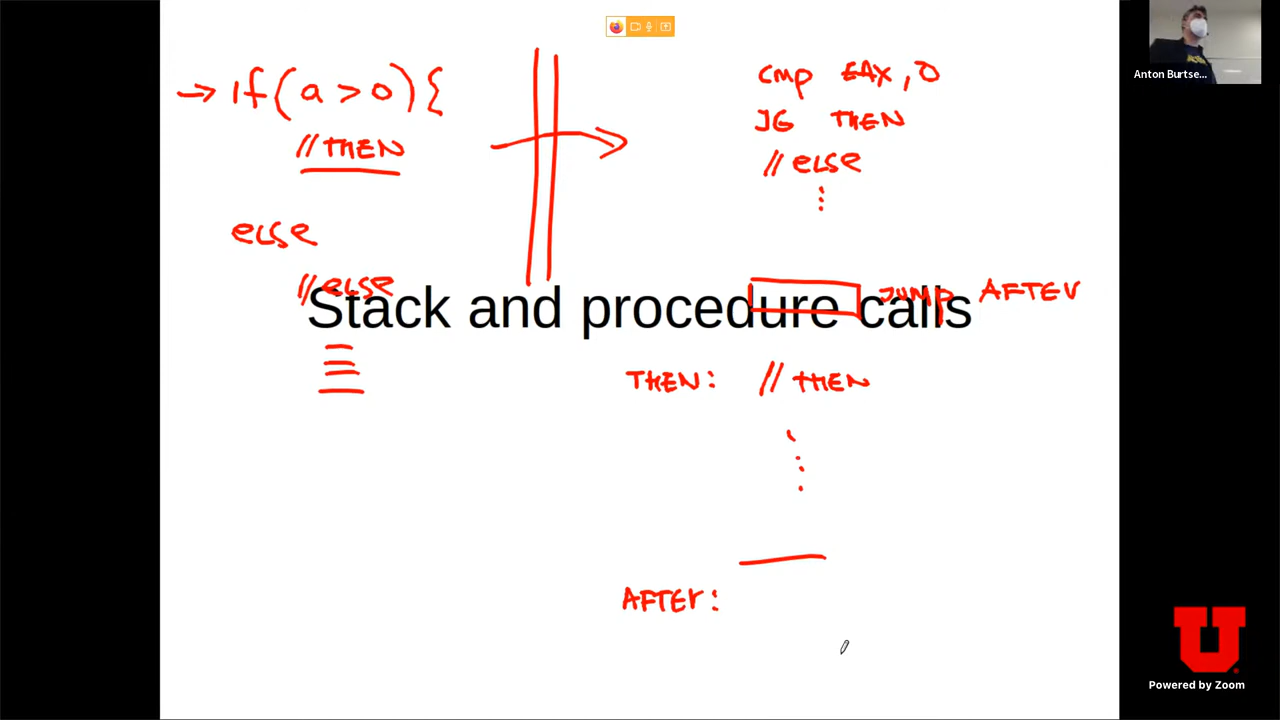 → if(a>0){
//THEN
else
//else
cmp EAX, 0
JG THEN
//else
⋮
JUMP AFTER
Stack and procedure calls
THEN: //THEN
AFTER:
Anton Burtse...
U
Powered by Zoom